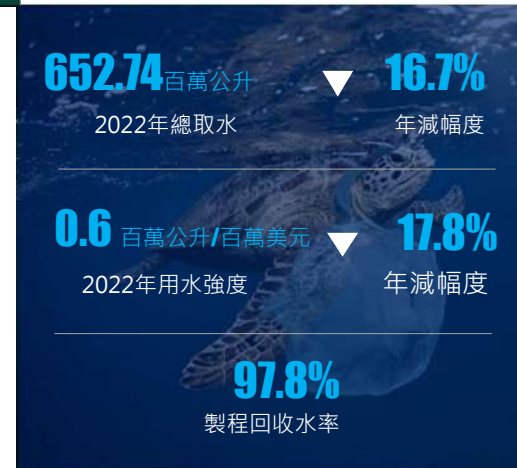 652.74百萬公升 ▼ 16.7%
2022年總取水 年減幅度
0.6 百萬公升/百萬美元 ▼ 17.8%
2022年用水強度 年減幅度
97.8%
製程回收水率